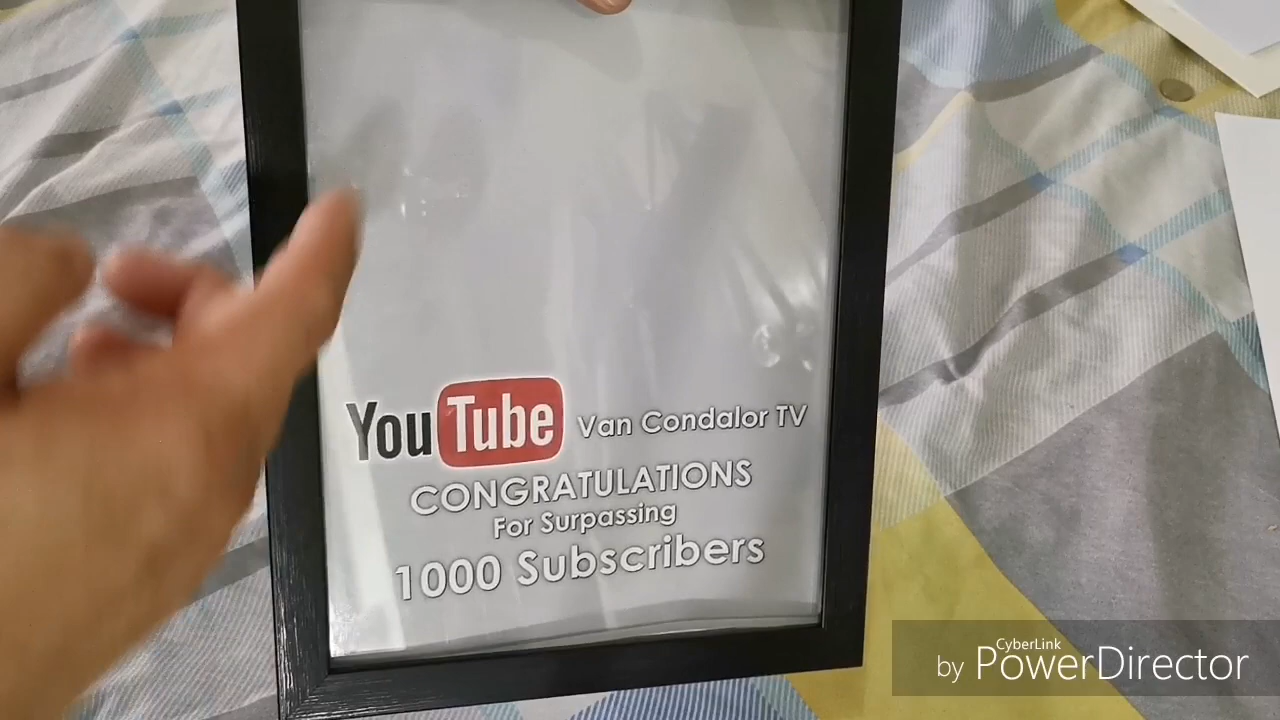 YouTube Van Condalor TV
CONGRATULATIONS
For Surpassing
1000 Subscribers
CyberLink
by PowerDirector